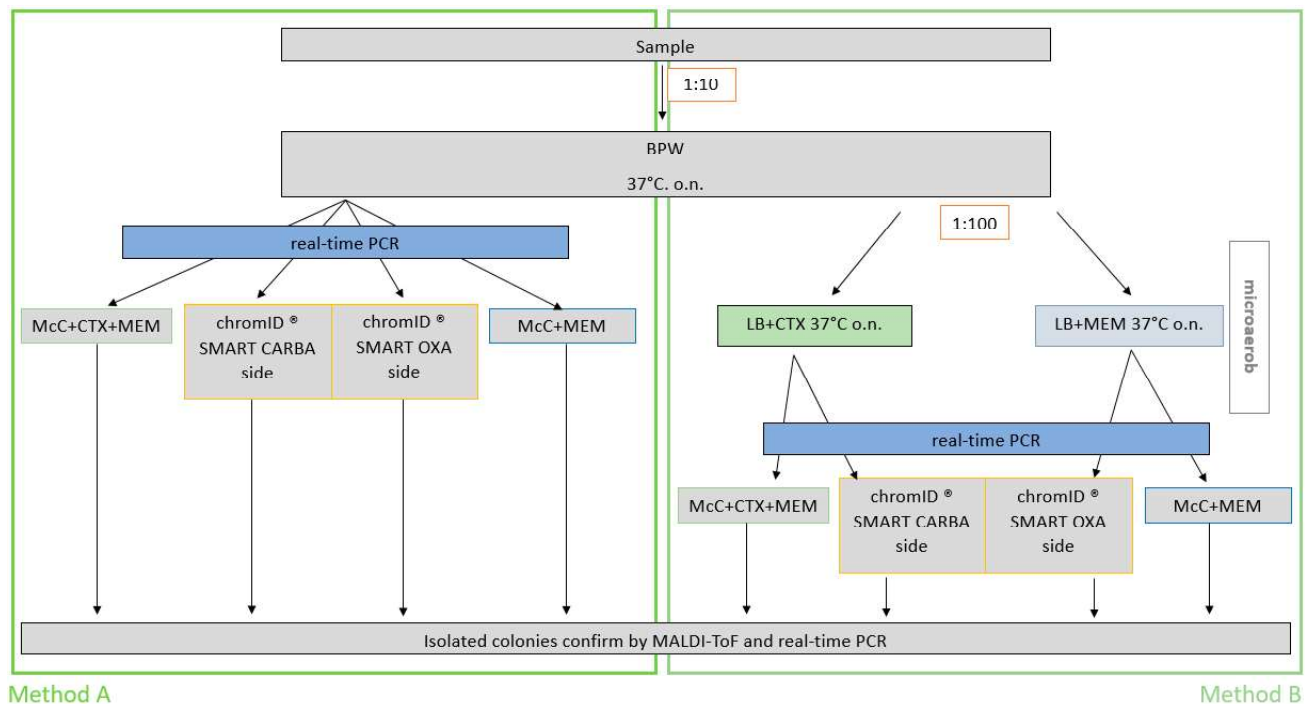 Sample
1:10
BPW
37°C. o.n.
1:100
real-time PCR
microaerob
McC+CTX+MEM
chromID ®
SMART CARBA
side
chromID ®
SMART OXA
side
McC+MEM
LB+CTX 37°C o.n.
LB+MEM 37°C o.n.
real-time PCR
McC+CTX+MEM
chromID ®
SMART CARBA
side
chromID ®
SMART OXA
side
McC+MEM
Isolated colonies confirm by MALDI-ToF and real-time PCR
Method A
Method B